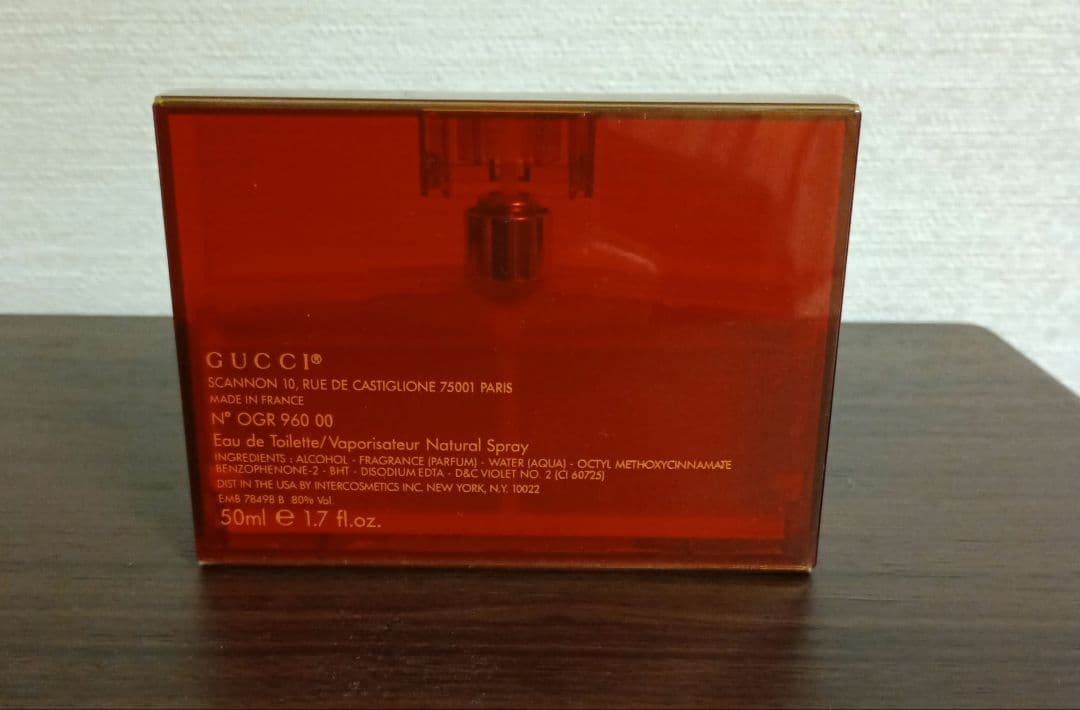 GUCCI®
SCANNON 10, RUE DE CASTIGLIONE 75001 PARIS
MADE IN FRANCE
N° OGR 960 00
Eau de Toilette/Vaporisateur Natural Spray
INGREDIENTS : ALCOHOL - FRAGRANCE (PARFUM) - WATER (AQUA) - OCTYL METHOXYCINNAMATE
BENZOPHENONE-2 - BHT - DISODIUM EDTA - D&C VIOLET NO. 2 (CI 60725)
DIST IN THE USA BY INTERCOSMETICS INC. NEW YORK, N.Y. 10022
EMB 78498 B 80% Vol.
50ml ℮ 1.7 fl.oz.